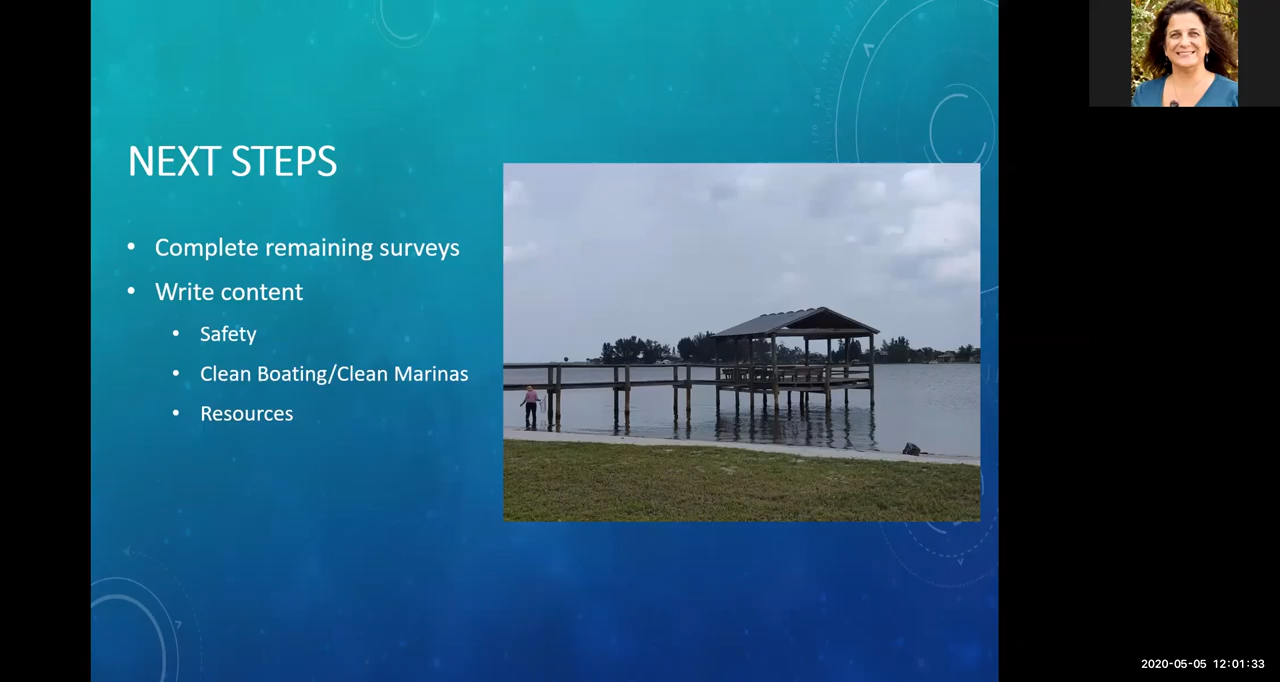 NEXT STEPS
• Complete remaining surveys
• Write content
• Safety
• Clean Boating/Clean Marinas
• Resources
2020-05-05 12:01:33